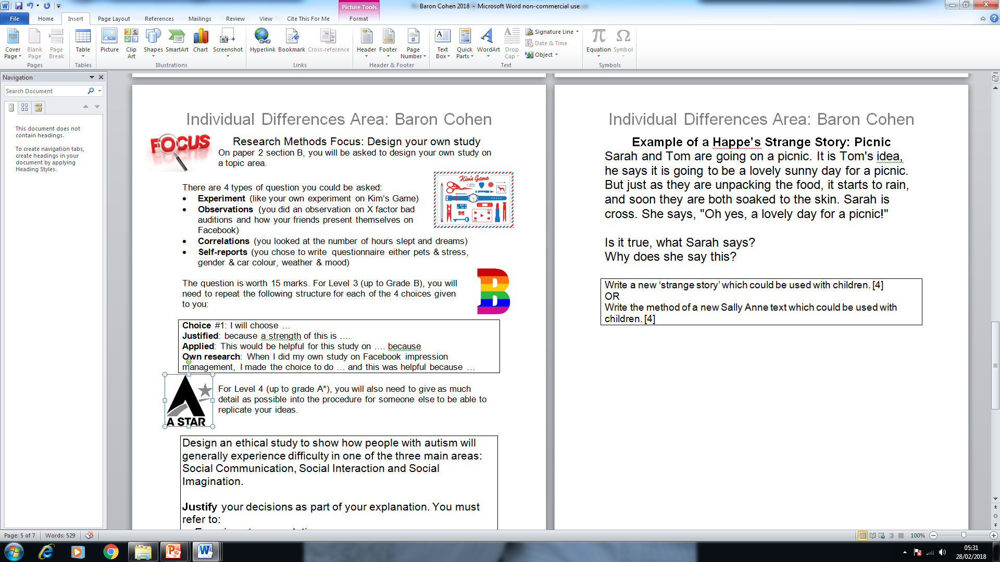 Baron Cohen 2018 - Microsoft Word non-commercial use
Picture Tools
File
Home
Insert
Page Layout
References
Mailings
Review
View
Cite This For Me
Format
Cover Page
Blank Page
Page Break
Table
Picture
Clip Art
Shapes
SmartArt
Chart
Screenshot
Hyperlink
Bookmark
Cross-reference
Header
Footer
Page Number
Text Box
Quick Parts
WordArt
Drop Cap
Signature Line
Date & Time
Object
Equation
Symbol
Pages
Tables
Illustrations
Links
Header & Footer
Text
Symbols
Navigation
Search Document
This document does not
contain headings.
To create navigation tabs,
create headings in your
document by applying
Heading Styles.
Individual Differences Area: Baron Cohen
FOCUS
Research Methods Focus: Design your own study
On paper 2 section B, you will be asked to design your own study on
a topic area.
Kim's Game
There are 4 types of question you could be asked:
• Experiment (like your own experiment on Kim's Game)
• Observations (you did an observation on X factor bad
auditions and how your friends present themselves on
Facebook)
• Correlations (you looked at the number of hours slept and dreams)
• Self-reports (you chose to write questionnaire either pets & stress,
gender & car colour, weather & mood)
B
The question is worth 15 marks. For Level 3 (up to Grade B), you will
need to repeat the following structure for each of the 4 choices given
to you:
Choice #1: I will choose …
Justified: because a strength of this is ….
Applied: This would be helpful for this study on …. because
Own research: When I did my own study on Facebook impression
management, I made the choice to do … and this was helpful because …
A STAR
For Level 4 (up to grade A*), you will also need to give as much
detail as possible into the procedure for someone else to be able to
replicate your ideas.
Design an ethical study to show how people with autism will
generally experience difficulty in one of the three main areas:
Social Communication, Social Interaction and Social
Imagination.
Justify your decisions as part of your explanation. You must
refer to:
Individual Differences Area: Baron Cohen
Example of a Happe's Strange Story: Picnic
Sarah and Tom are going on a picnic. It is Tom's idea,
he says it is going to be a lovely sunny day for a picnic.
But just as they are unpacking the food, it starts to rain,
and soon they are both soaked to the skin. Sarah is
cross. She says, "Oh yes, a lovely day for a picnic!"
Is it true, what Sarah says?
Why does she say this?
Write a new 'strange story' which could be used with children. [4]
OR
Write the method of a new Sally Anne text which could be used with
children. [4]
Page: 5 of 7
Words: 529
100%
05:31
28/02/2018